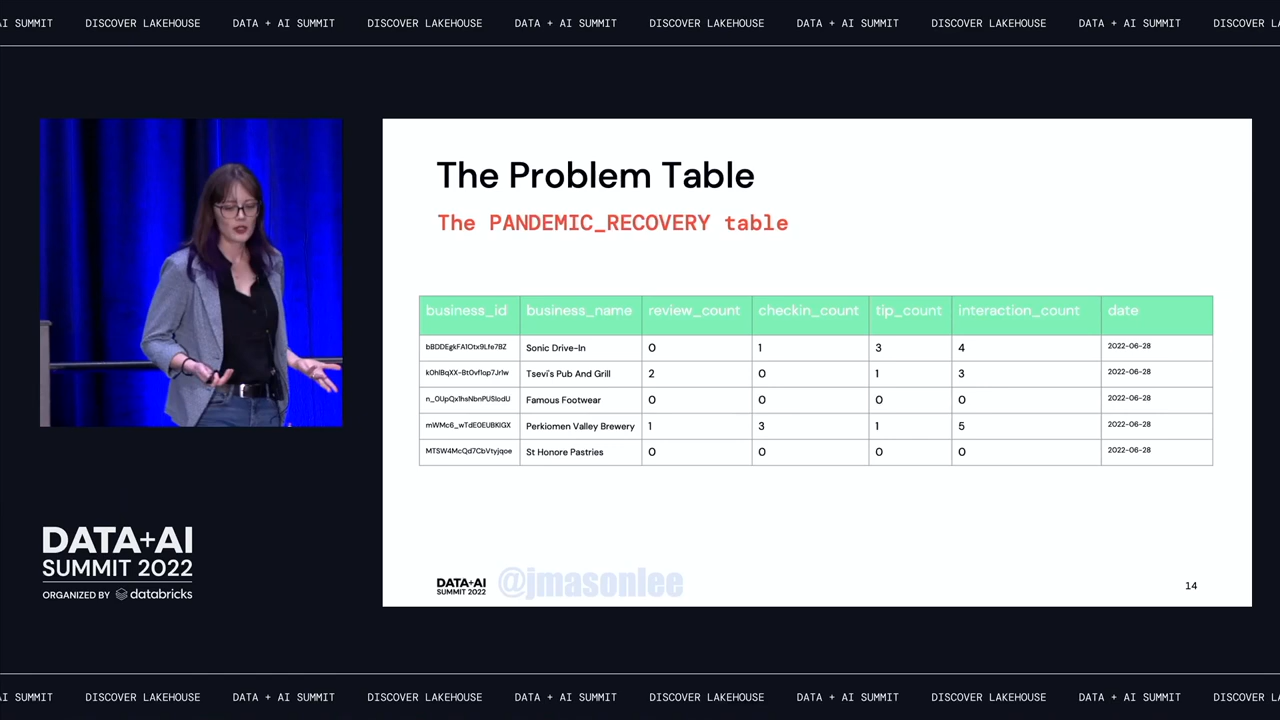 AI SUMMIT DISCOVER LAKEHOUSE DATA + AI SUMMIT DISCOVER LAKEHOUSE DATA + AI SUMMIT DISCOVER LAKEHOUSE DATA + AI SUMMIT DISCOVER LAKEHOUSE DATA + AI SUMMIT DISCOVER
The Problem Table
The PANDEMIC_RECOVERY table
business_id business_name review_count checkin_count tip_count interaction_count date
Sonic Drive-In 0 1 3 4 2022-06-28
Tsevi's Pub And Grill 2 0 1 3 2022-06-28
Famous Footwear 0 0 0 0 2022-06-28
Perkiomen Valley Brewery 1 3 1 5 2022-06-28
MTSW4McQd7CbVtyjqoe St Honore Pastries 0 0 0 0 2022-06-28
DATA+AI
SUMMIT 2022
ORGANIZED BY databricks
DATA+AI
SUMMIT 2022
@jmasonlee
14
AI SUMMIT DISCOVER LAKEHOUSE DATA + AI SUMMIT DISCOVER LAKEHOUSE DATA + AI SUMMIT DISCOVER LAKEHOUSE DATA + AI SUMMIT DISCOVER LAKEHOUSE DATA + AI SUMMIT DISCOVER